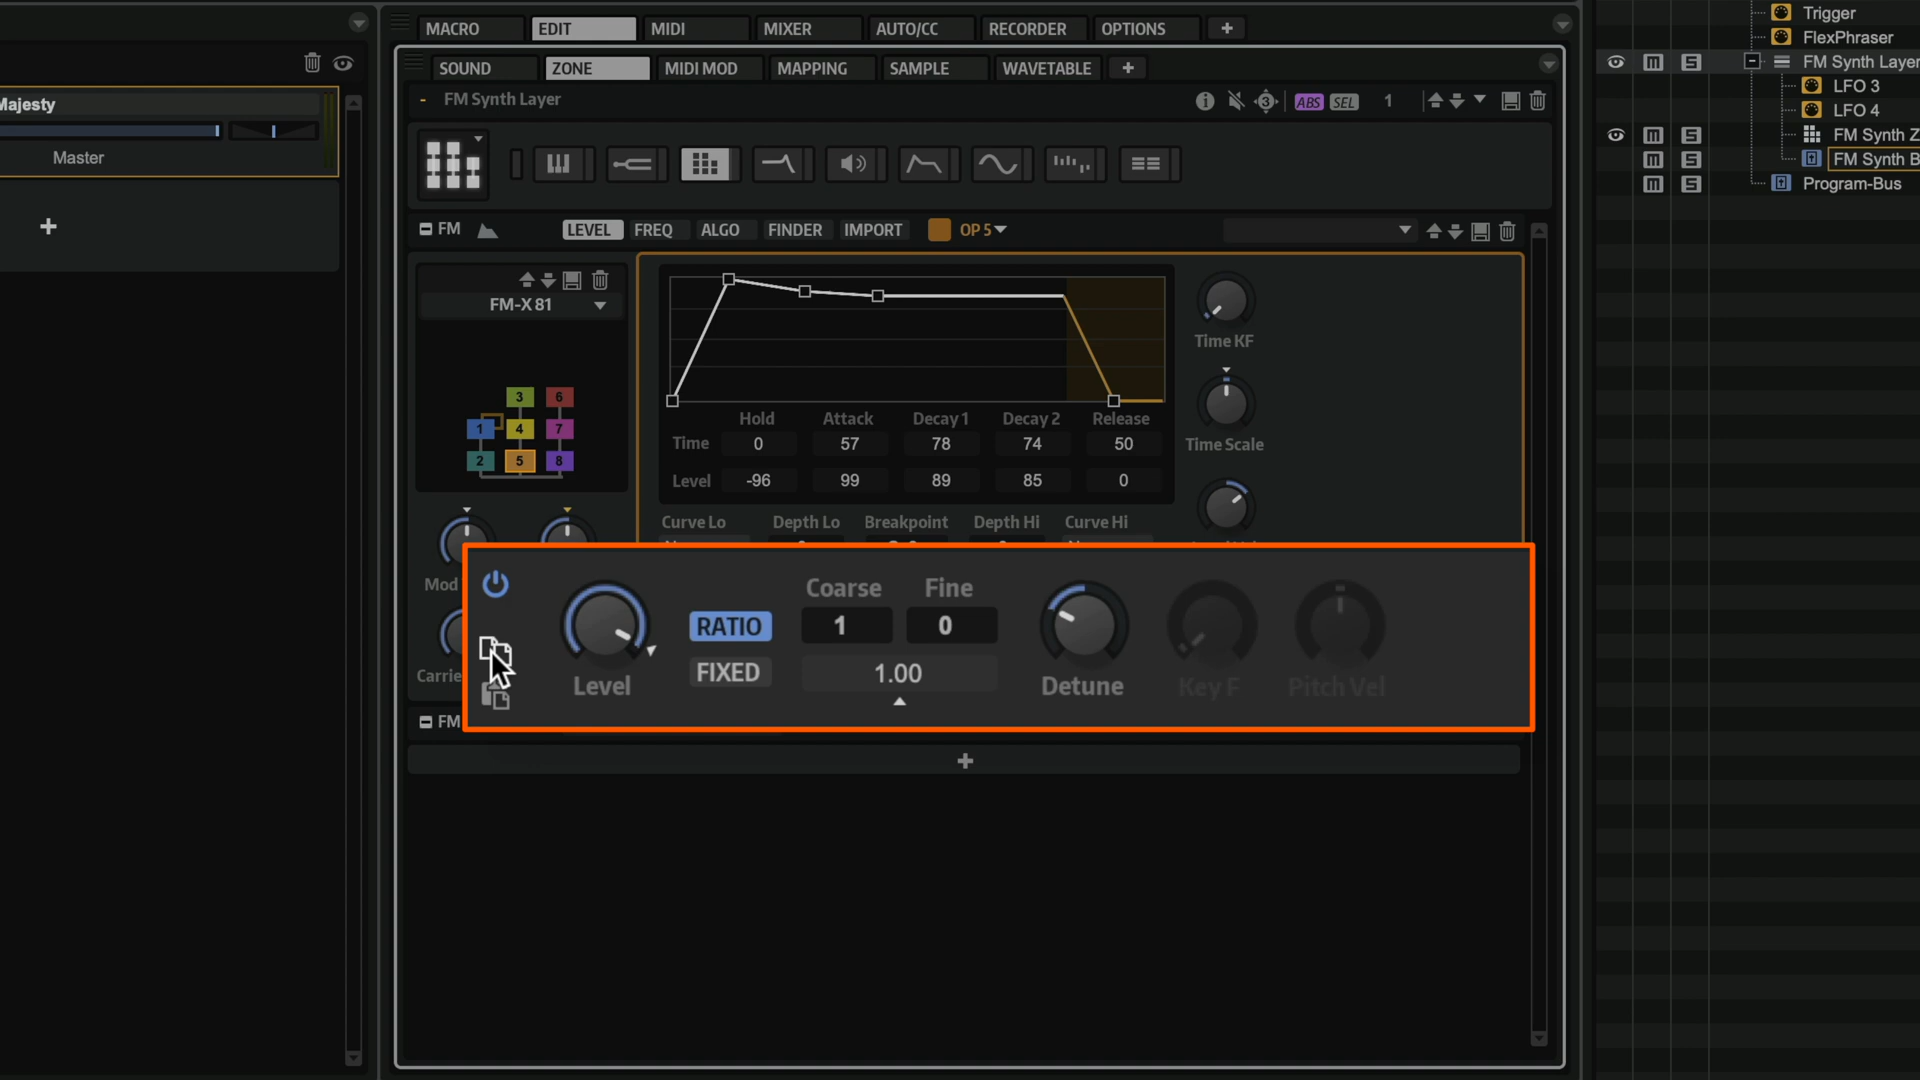 MACRO EDIT MIDI MIXER AUTO/CC RECORDER OPTIONS +
SOUND ZONE MIDI MOD MAPPING SAMPLE WAVETABLE +
- FM Synth Layer ABS SEL 1
Majesty
Master
+
FM LEVEL FREQ ALGO FINDER IMPORT OP 5
FM-X 81
3 6
1 4 7
2 5 8
Hold Attack Decay 1 Decay 2 Release
Time 0 57 78 74 50
Level -96 99 89 85 0
Time KF
Time Scale
Curve Lo Depth Lo Breakpoint Depth Hi Curve Hi
Mod
Carrie
Coarse Fine
RATIO 1 0
FIXED 1.00
Level Detune Key F Pitch Vel
FM
+
Trigger
FlexPhraser
m S FM Synth Layer
LFO 3
LFO 4
m S FM Synth Z
m S FM Synth B
m S Program-Bus